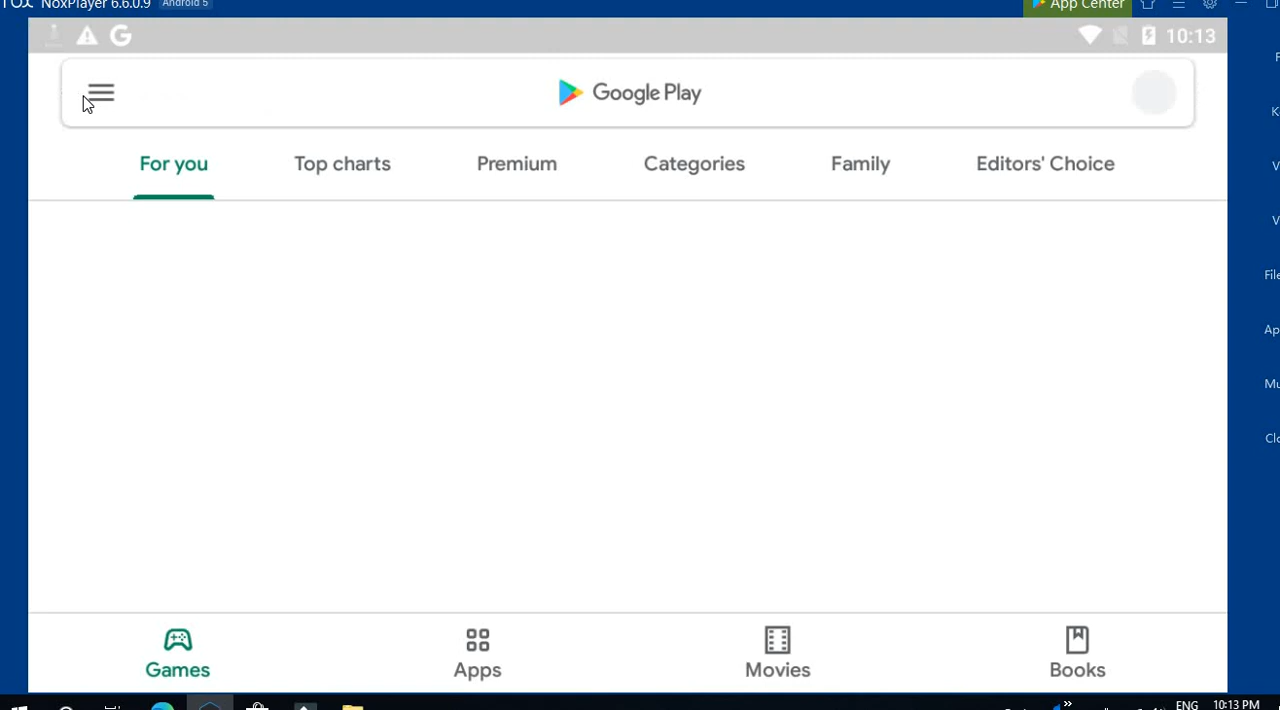 NoxPlayer 6.6.0.9 Android 5
App Center
10:13
Google Play
For you Top charts Premium Categories Family Editors' Choice
Games Apps Movies Books
ENG 10:13 PM